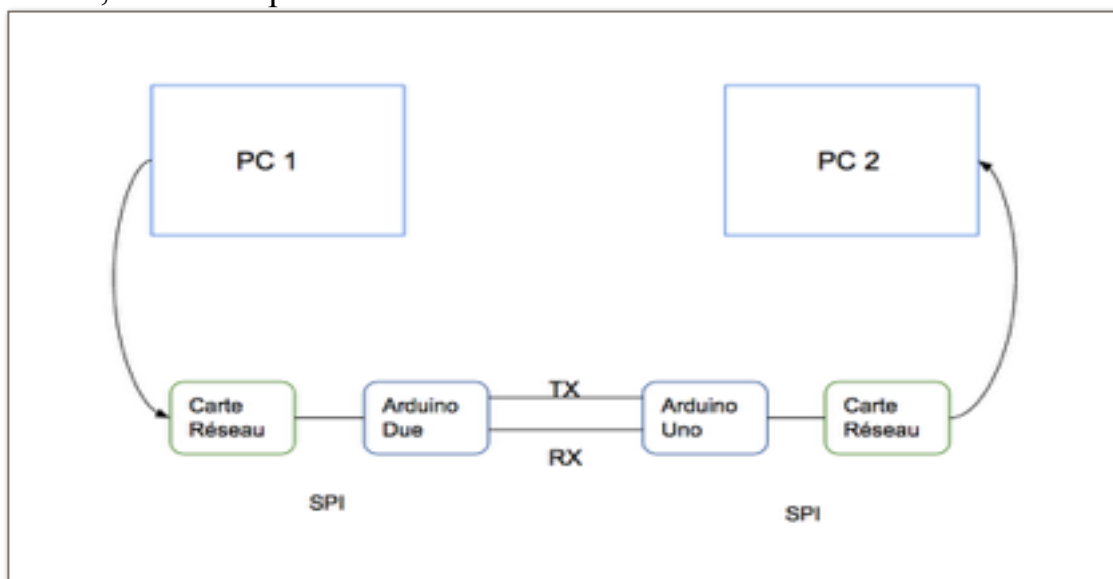 PC 1
PC 2
Carte
Réseau
Arduino
Due
TX
RX
Arduino
Uno
Carte
Réseau
SPI
SPI